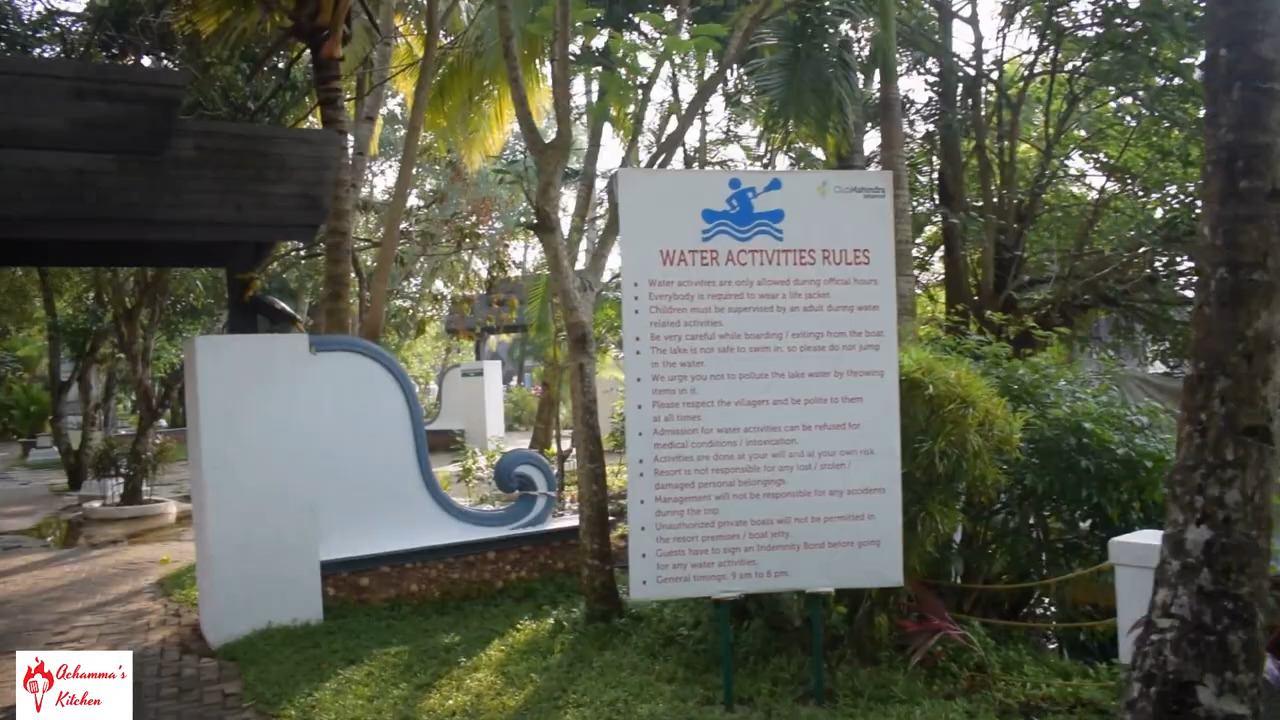 ClubMahindra
WATER ACTIVITIES RULES
Water activities are only allowed during official hours.
Everybody is required to wear a life jacket.
Children must be supervised by an adult during water
related activities.
Be very careful while boarding / exitings from the boat.
The lake is not safe to swim in, so please do not jump
in the water.
We urge you not to pollute the lake water by throwing
items in it.
Please respect the villagers and be polite to them
at all times.
Admission for water activities can be refused for
medical conditions / intoxication.
Activities are done at your will and at your own risk.
Resort is not responsible for any lost / stolen /
damaged personal belongings.
Management will not be responsible for any accidents
during the trip.
Unauthorized private boats will not be permitted in
the resort premises / boat jetty.
Guests have to sign an Indemnity Bond before going
for any water activities.
General timings: 9 am to 6 pm.
Achamma's
Kitchen